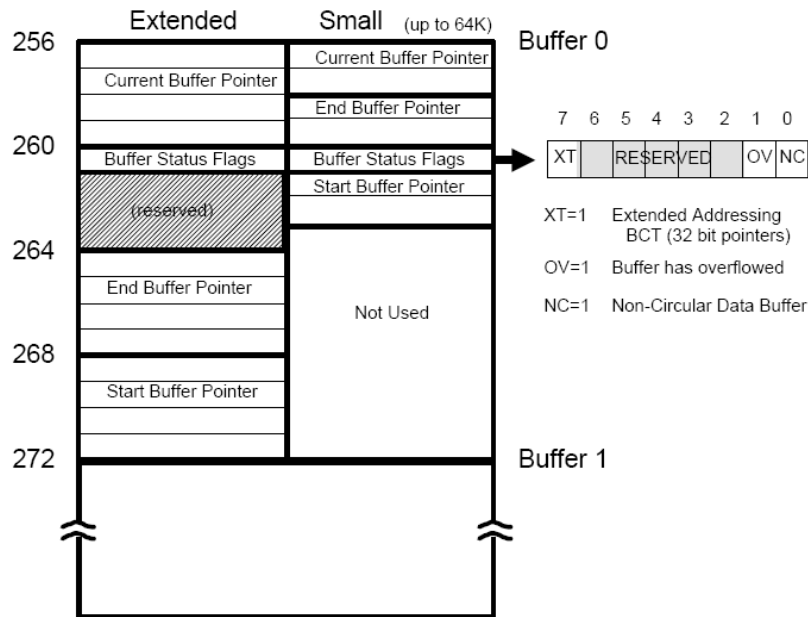 Extended
Small (up to 64K)
256
Buffer 0
Current Buffer Pointer
Current Buffer Pointer
End Buffer Pointer
260
Buffer Status Flags
Buffer Status Flags
Start Buffer Pointer
(reserved)
264
End Buffer Pointer
Not Used
268
Start Buffer Pointer
272
Buffer 1
7 6 5 4 3 2 1 0
XT RESERVED OV NC
XT=1 Extended Addressing
BCT (32 bit pointers)
OV=1 Buffer has overflowed
NC=1 Non-Circular Data Buffer